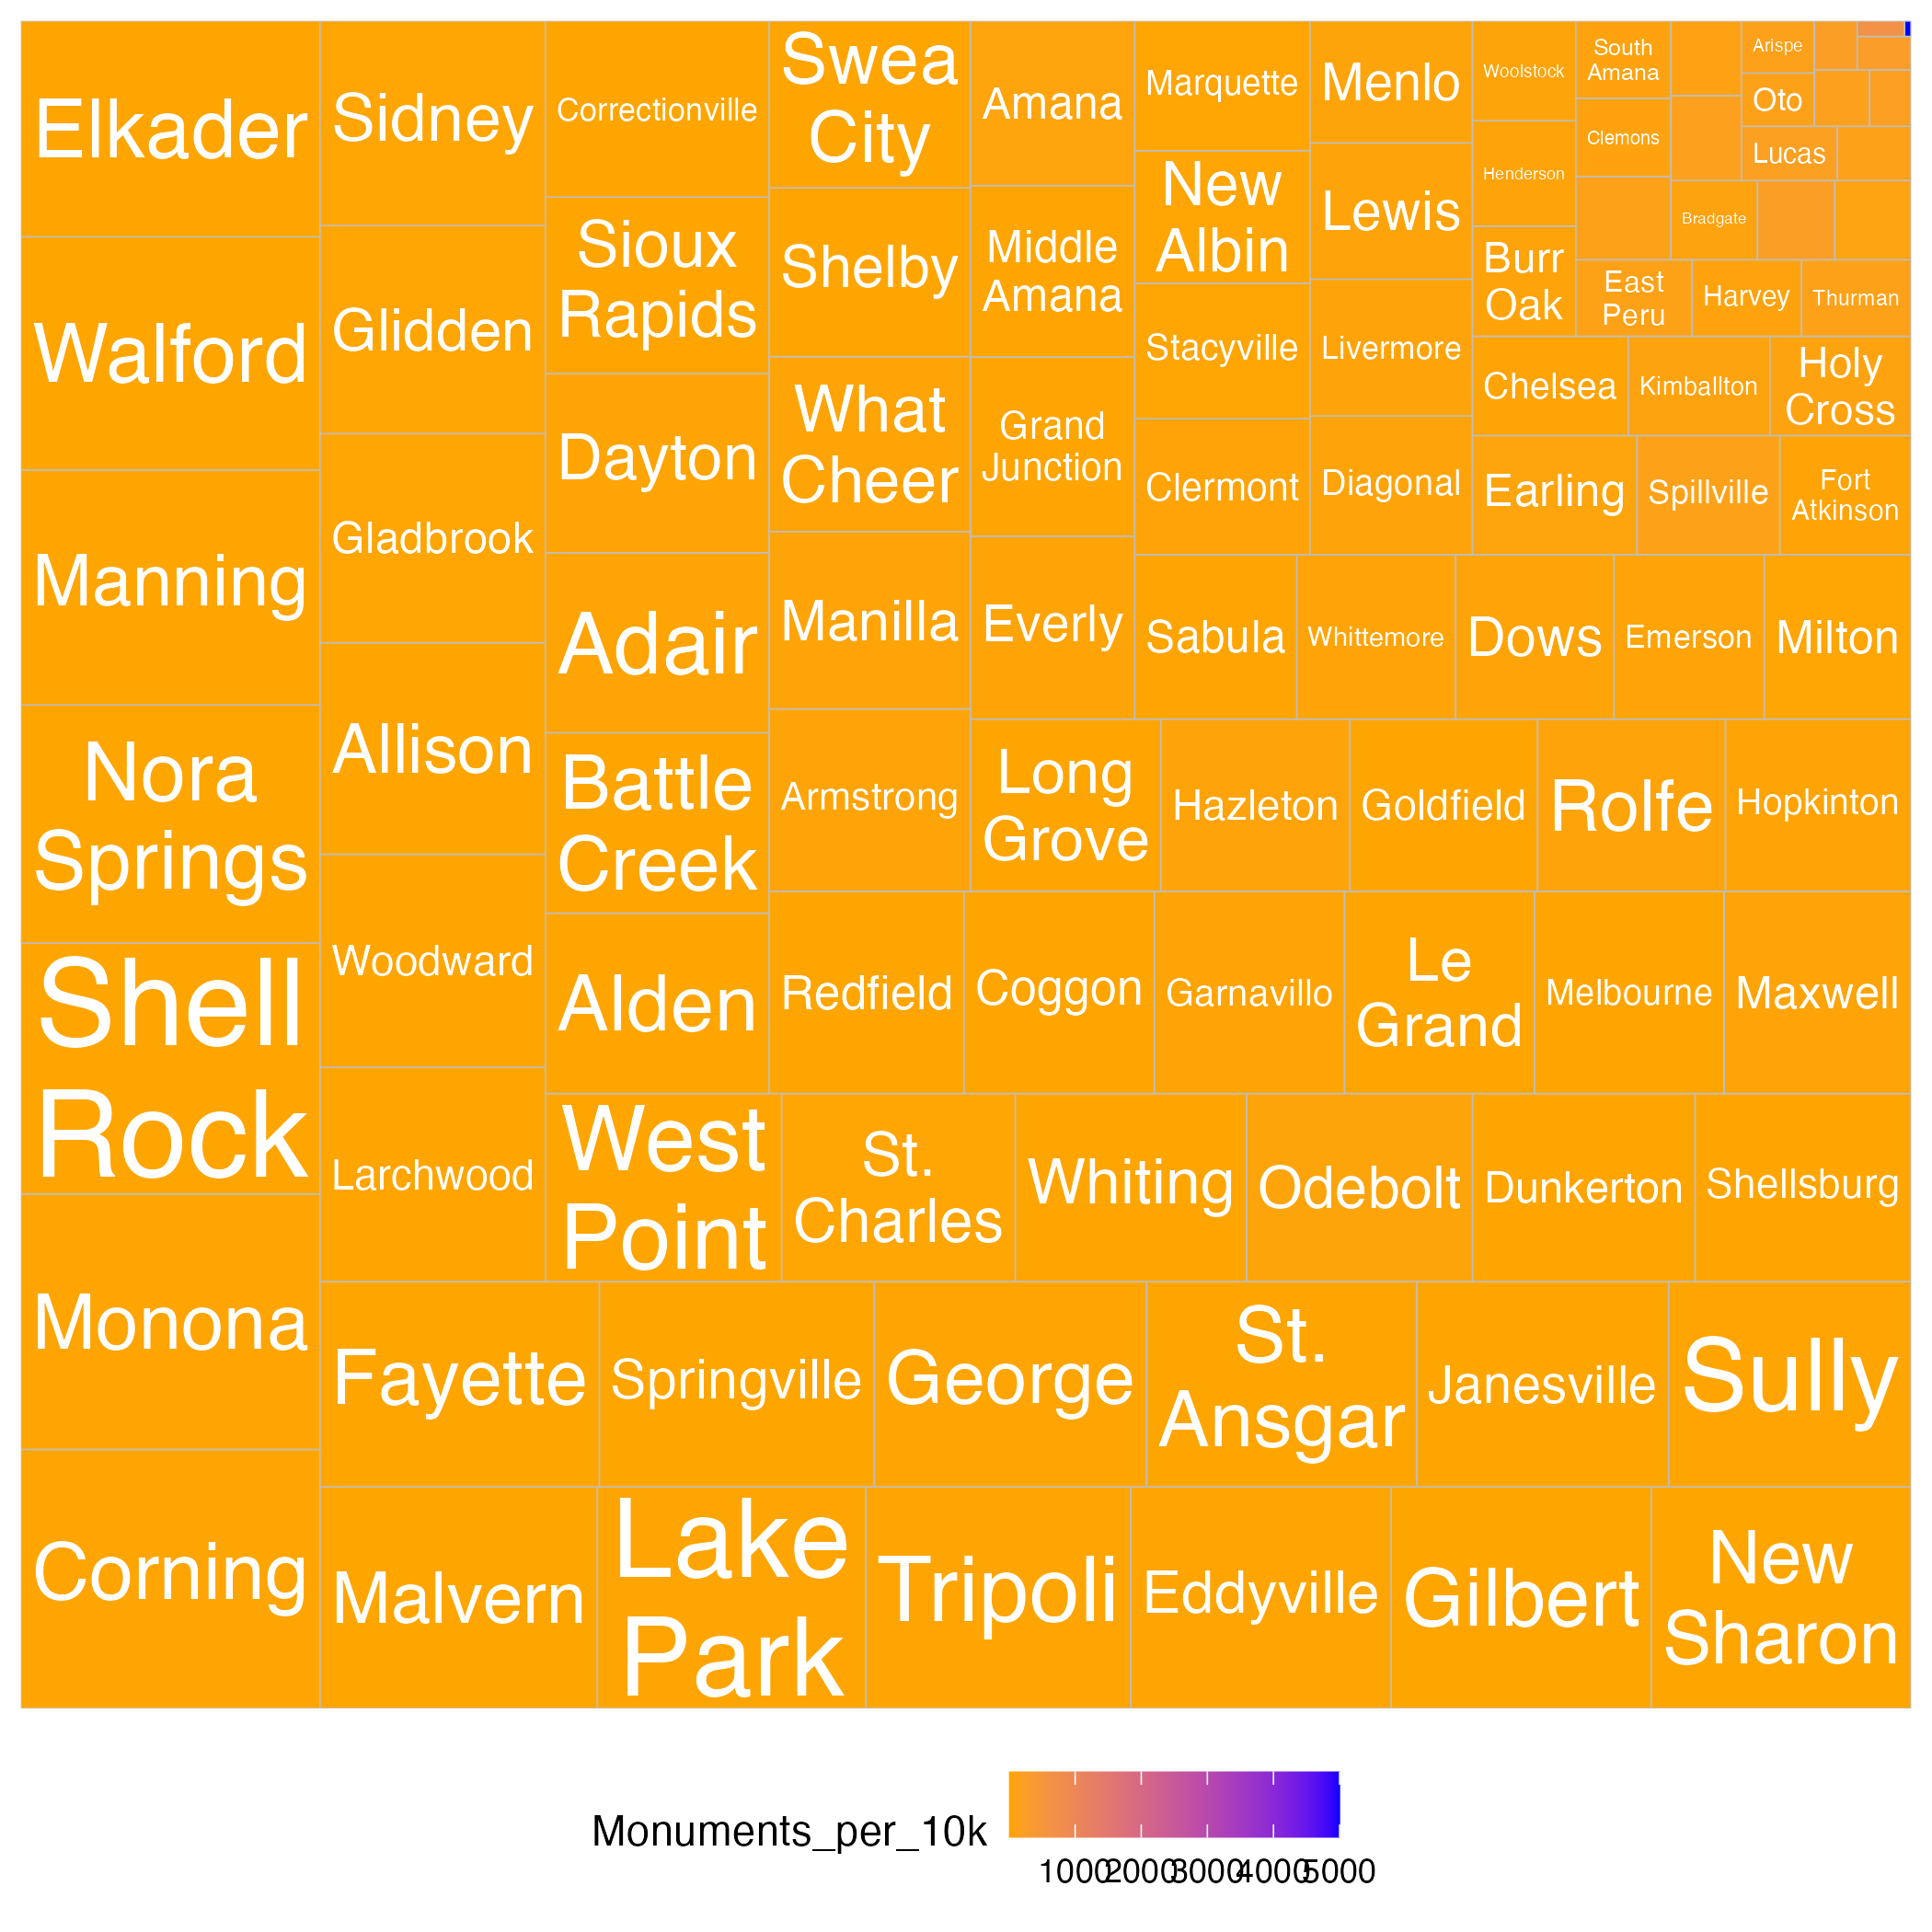 Elkader
Walford
Manning
Nora
Springs
Shell
Rock
Monona
Corning
Sidney
Glidden
Gladbrook
Allison
Woodward
Larchwood
Correctionville
Sioux
Rapids
Dayton
Adair
Battle
Creek
Alden
Swea
City
Shelby
What
Cheer
Manilla
Armstrong
Amana
Middle
Amana
Grand
Junction
Everly
Marquette
New
Albin
Stacyville
Clermont
Menlo
Lewis
Livermore
Diagonal
Woolstock
Henderson
Burr
Oak
South
Amana
Clemons
Arispe
Oto
Lucas
Bradgate
East
Peru
Harvey
Thurman
Chelsea
Kimballton
Holy
Cross
Earling
Spillville
Fort
Atkinson
Sabula
Whittemore
Dows
Emerson
Milton
Long
Grove
Hazleton
Goldfield
Rolfe
Hopkinton
Redfield
Coggon
Garnavillo
Le
Grand
Melbourne
Maxwell
West
Point
St.
Charles
Whiting
Odebolt
Dunkerton
Shellsburg
Fayette
Springville
George
St.
Ansgar
Janesville
Sully
Malvern
Lake
Park
Tripoli
Eddyville
Gilbert
New
Sharon
Monuments_per_10k
1000 2000 3000 4000 5000